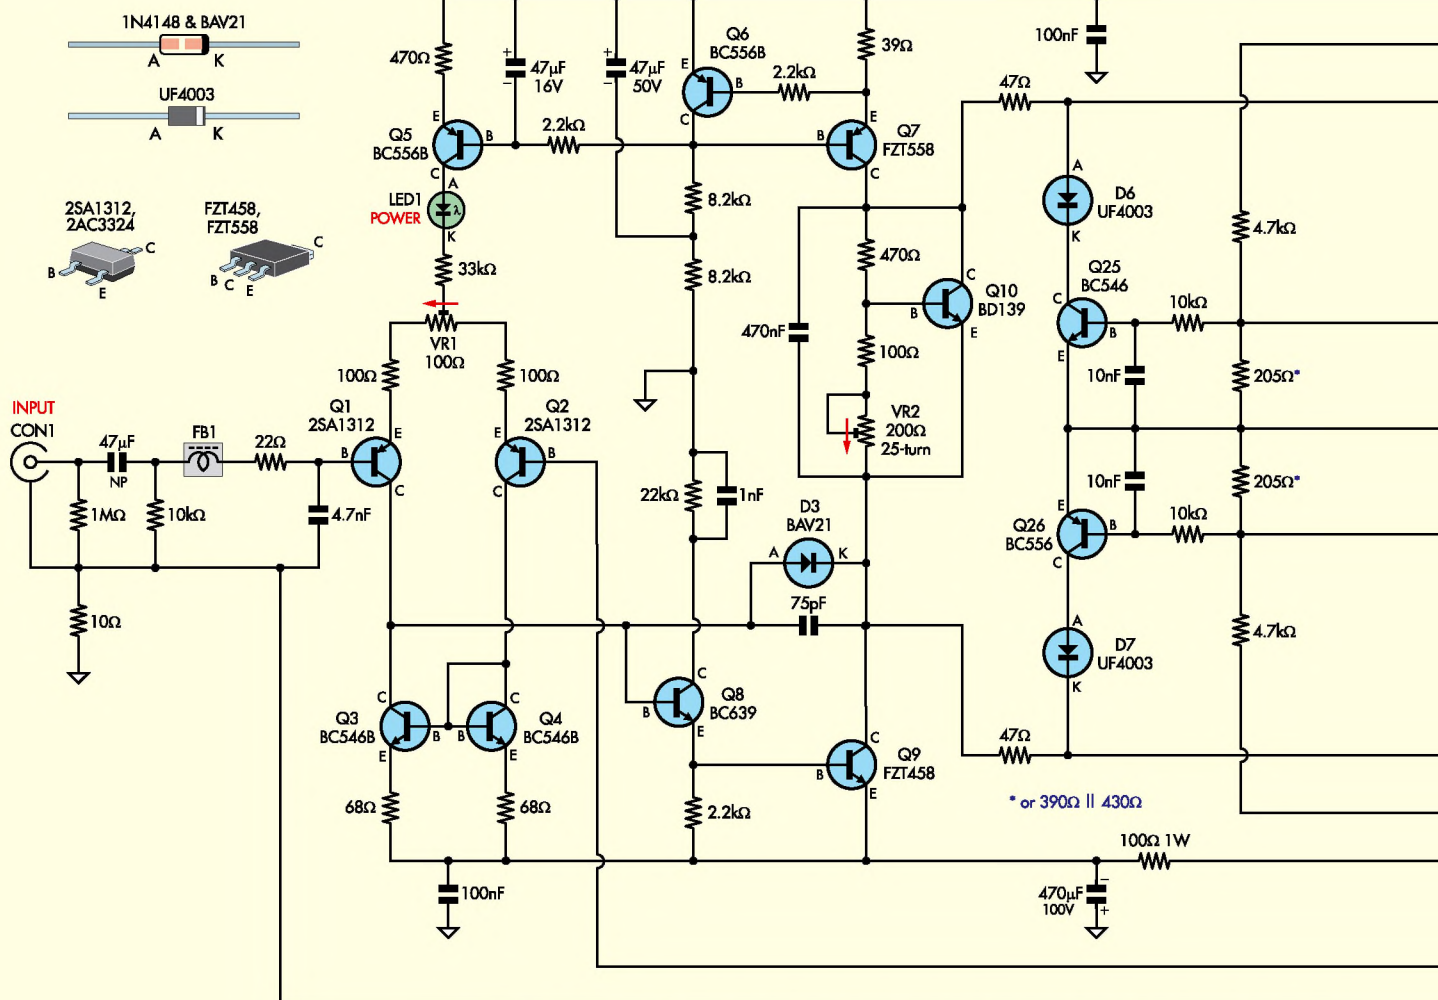 1N4148 & BAV21
A K
UF4003
A K
2SA1312,
2AC3324
B
C
E
FZT458,
FZT558
C
B C E
470Ω
+
47µF
–
16V
+
47µF
–
50V
Q6
BC556B
E
B
C
2.2kΩ
39Ω
100nF
47Ω
E
Q5
BC556B
B
C
2.2kΩ
B
E
Q7
FZT558
C
A
LED1
POWER
λ
K
33kΩ
8.2kΩ
8.2kΩ
VR1
100Ω
100Ω
100Ω
470Ω
470nF
C
Q10
BD139
B
E
100Ω
VR2
200Ω
25-turn
A
D6
UF4003
K
4.7kΩ
Q25
BC546
C
B
E
10kΩ
10nF
205Ω*
INPUT
CON1
47µF
NP
FB1
22Ω
Q1
2SA1312
E
B
C
Q2
2SA1312
E
B
C
1MΩ
10kΩ
4.7nF
10Ω
22kΩ
1nF
D3
BAV21
A K
75pF
10nF
205Ω*
10kΩ
Q26
BC556
E
B
C
A
D7
UF4003
K
4.7kΩ
Q3
BC546B
C
B
E
Q4
BC546B
C
B
E
C
Q8
BC639
B
E
C
Q9
FZT458
B
E
47Ω
68Ω
68Ω
2.2kΩ
* or 390Ω || 430Ω
100Ω 1W
100nF
470µF
100V
–
+